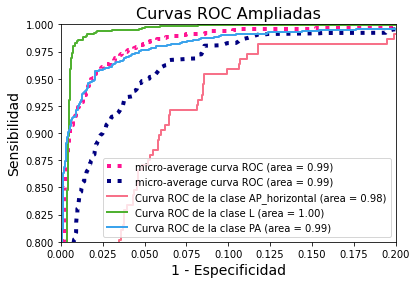 Curvas ROC Ampliadas
Sensibilidad
1.000
0.975
0.950
0.925
0.900
0.875
0.850
0.825
0.800
micro-average curva ROC (area = 0.99)
micro-average curva ROC (area = 0.99)
Curva ROC de la clase AP_horizontal (area = 0.98)
Curva ROC de la clase L (area = 1.00)
Curva ROC de la clase PA (area = 0.99)
0.000 0.025 0.050 0.075 0.100 0.125 0.150 0.175 0.200
1 - Especificidad